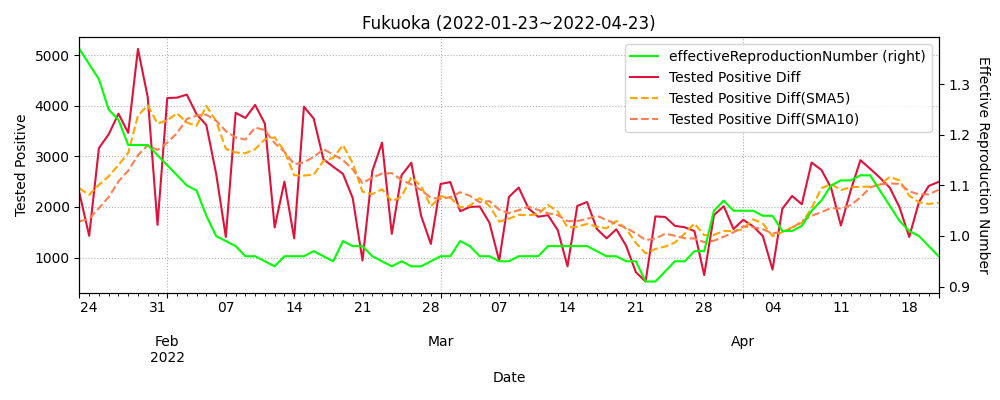 Fukuoka (2022-01-23~2022-04-23)
effectiveReproductionNumber (right)
Tested Positive Diff
Tested Positive Diff(SMA5)
Tested Positive Diff(SMA10)
Tested Positive
5000
4000
3000
2000
1000
Effective Reproduction Number
1.3
1.2
1.1
1.0
0.9
24 31 07 14 21 28 07 14 21 28 04 11 18
Feb Mar Apr
2022
Date